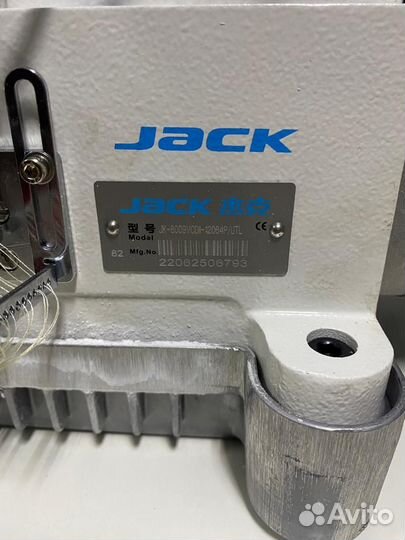 JACK
JACK 杰克
型号 JK-8009VCDII-12064P/UTL CE
Model
82 Mfg.No.
22082506793
Avito